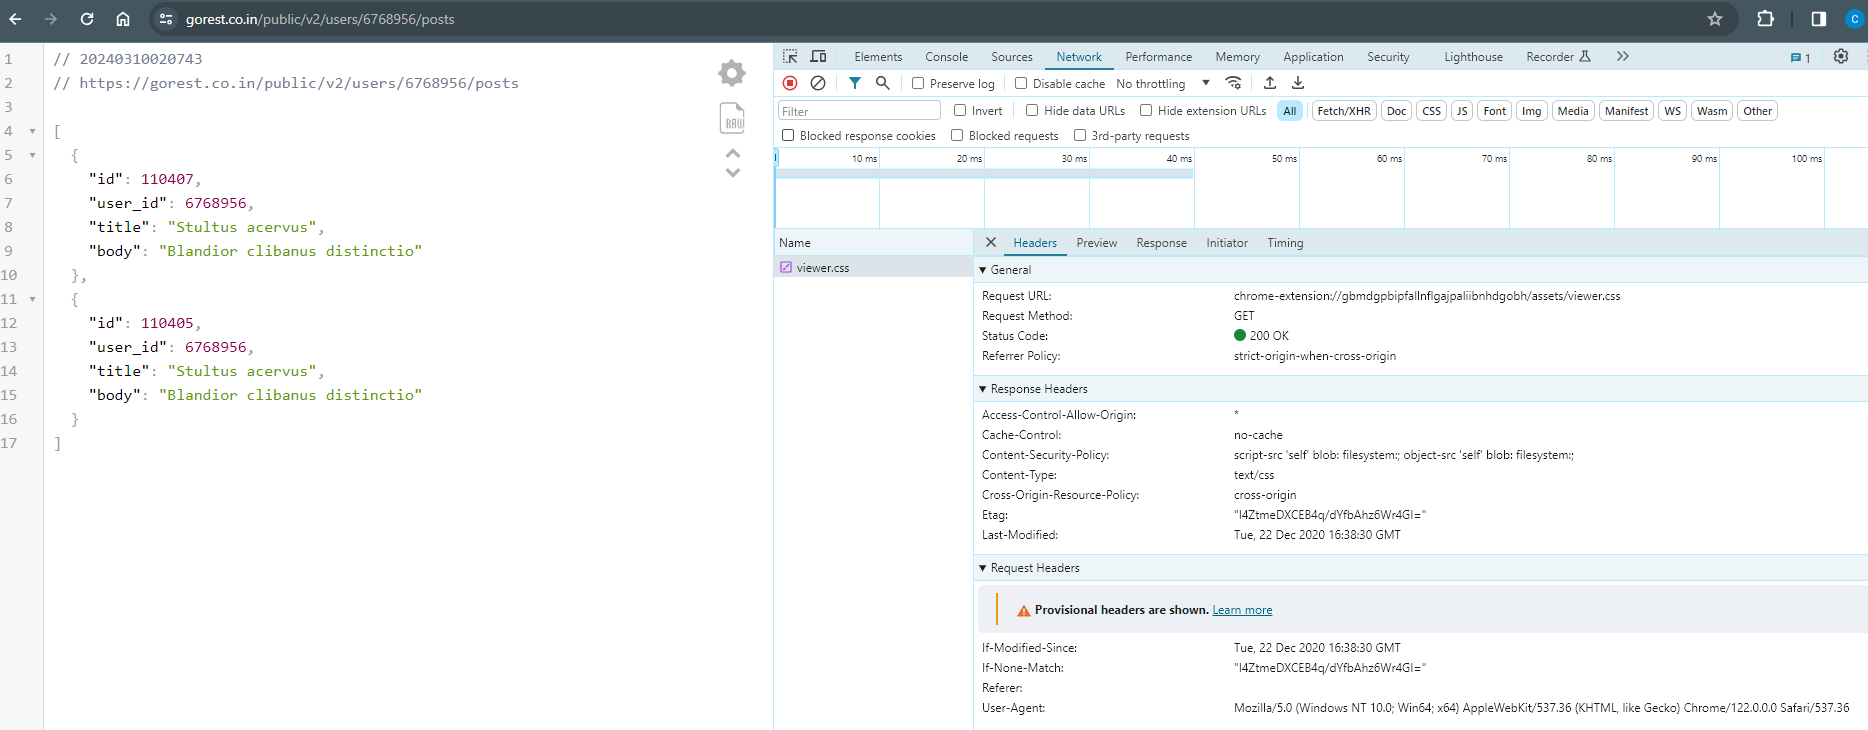 gorest.co.in/public/v2/users/6768956/posts
C
1 // 20240310020743
2 // https://gorest.co.in/public/v2/users/6768956/posts
3
4 [
5 {
6 "id": 110407,
7 "user_id": 6768956,
8 "title": "Stultus acervus",
9 "body": "Blandior clibanus distinctio"
10 },
11 {
12 "id": 110405,
13 "user_id": 6768956,
14 "title": "Stultus acervus",
15 "body": "Blandior clibanus distinctio"
16 }
17 ]
RAW
Elements Console Sources Network Performance Memory Application Security Lighthouse Recorder 1
Preserve log Disable cache No throttling
Filter Invert Hide data URLs Hide extension URLs All Fetch/XHR Doc CSS JS Font Img Media Manifest WS Wasm Other
Blocked response cookies Blocked requests 3rd-party requests
10 ms 20 ms 30 ms 40 ms 50 ms 60 ms 70 ms 80 ms 90 ms 100 ms
Name
viewer.css
Headers Preview Response Initiator Timing
General
Request URL: chrome-extension://gbmdgpbipfallnflgajpaliibnhdgobh/assets/viewer.css
Request Method: GET
Status Code: 200 OK
Referrer Policy: strict-origin-when-cross-origin
Response Headers
Access-Control-Allow-Origin: *
Cache-Control: no-cache
Content-Security-Policy: script-src 'self' blob: filesystem:; object-src 'self' blob: filesystem:;
Content-Type: text/css
Cross-Origin-Resource-Policy: cross-origin
Etag: "I4ZtmeDXCEB4q/dYfbAhz6Wr4GI="
Last-Modified: Tue, 22 Dec 2020 16:38:30 GMT
Request Headers
Provisional headers are shown. Learn more
If-Modified-Since: Tue, 22 Dec 2020 16:38:30 GMT
If-None-Match: "I4ZtmeDXCEB4q/dYfbAhz6Wr4GI="
Referer:
User-Agent: Mozilla/5.0 (Windows NT 10.0; Win64; x64) AppleWebKit/537.36 (KHTML, like Gecko) Chrome/122.0.0.0 Safari/537.36